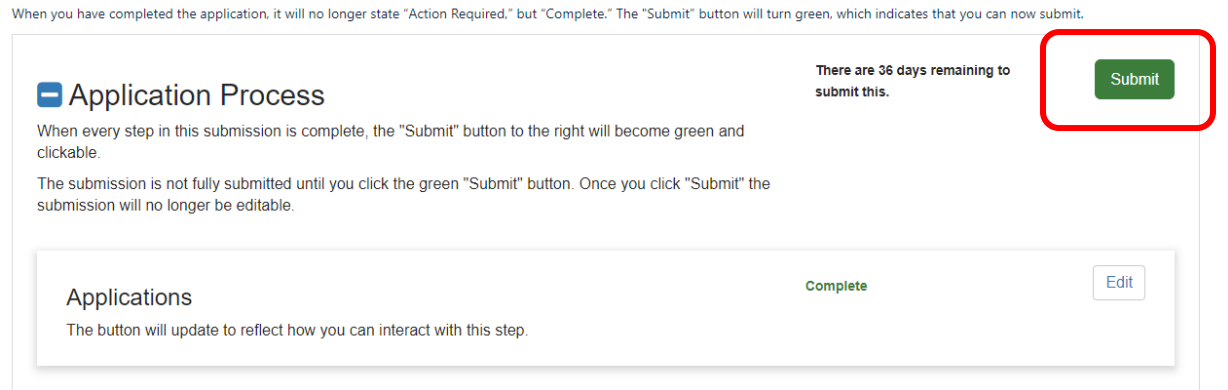 When you have completed the application, it will no longer state “Action Required,” but “Complete.” The "Submit" button will turn green, which indicates that you can now submit.
There are 36 days remaining to
submit this.
Submit
Application Process
When every step in this submission is complete, the "Submit" button to the right will become green and
clickable.
The submission is not fully submitted until you click the green "Submit" button. Once you click "Submit" the
submission will no longer be editable.
Applications
Complete
Edit
The button will update to reflect how you can interact with this step.